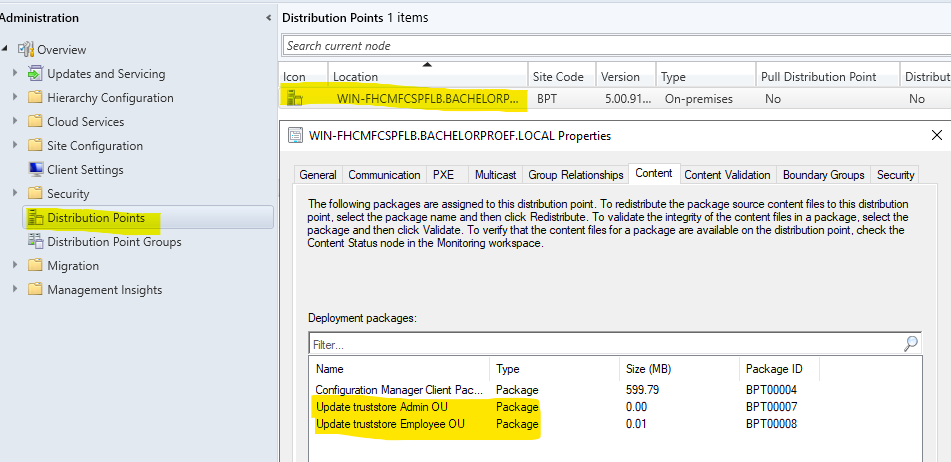 Administration
Overview
Updates and Servicing
Hierarchy Configuration
Cloud Services
Site Configuration
Client Settings
Security
Distribution Points
Distribution Point Groups
Migration
Management Insights
Distribution Points 1 items
Search current node
Icon Location Site Code Version Type Pull Distribution Point Distribut
WIN-FHCMFCSPFLB.BACHELORP... BPT 5.00.91... On-premises No No
WIN-FHCMFCSPFLB.BACHELORPROEF.LOCAL Properties
General Communication PXE Multicast Group Relationships Content Content Validation Boundary Groups Security
The following packages are assigned to this distribution point. To redistribute the package source content files to this distribution
point, select the package name and then click Redistribute. To validate the integrity of the content files in a package, select the
package and then click Validate. To verify that the content files for a package are available on the distribution point, check the
Content Status node in the Monitoring workspace.
Deployment packages:
Filter...
Name Type Size (MB) Package ID
Configuration Manager Client Pac... Package 599.79 BPT00004
Update truststore Admin OU Package 0.00 BPT00007
Update truststore Employee OU Package 0.01 BPT00008